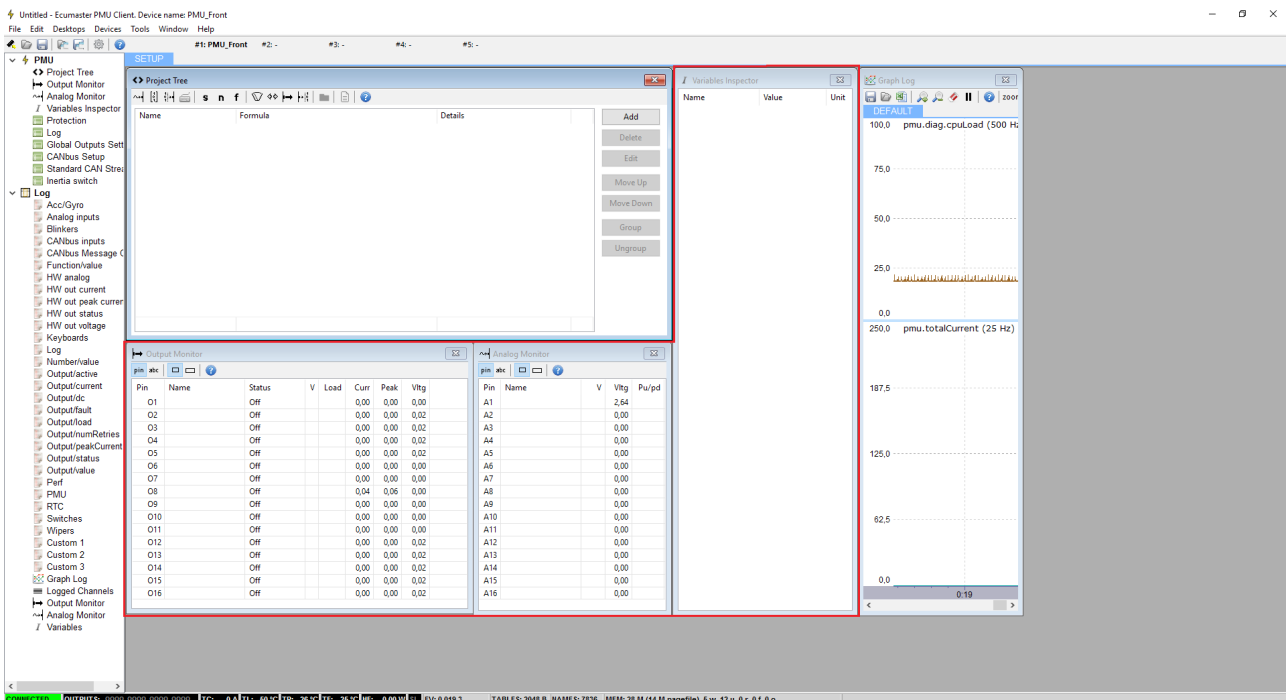 Untitled - Ecumaster PMU Client. Device name: PMU_Front
File Edit Desktops Devices Tools Window Help
#1: PMU_Front #2: - #3: - #4: - #5: -
PMU
Project Tree
Output Monitor
Analog Monitor
Variables Inspector
Protection
Log
Global Outputs Sett
CANbus Setup
Standard CAN Strea
Inertia switch
Log
Acc/Gyro
Analog inputs
Blinkers
CANbus inputs
CANbus Message C
Function/value
HW analog
HW out current
HW out peak curren
HW out status
HW out voltage
Keyboards
Log
Number/value
Output/active
Output/current
Output/dc
Output/fault
Output/load
Output/numRetries
Output/peakCurrent
Output/status
Output/value
Perf
PMU
RTC
Switches
Wipers
Custom 1
Custom 2
Custom 3
Graph Log
Logged Channels
Output Monitor
Analog Monitor
Variables
SETUP
Project Tree
s n f
Name Formula Details
Add
Delete
Edit
Move Up
Move Down
Group
Ungroup
Output Monitor
pin abc
Pin Name Status V Load Curr Peak Vltg
O1 Off 0,00 0,00 0,00
O2 Off 0,00 0,00 0,02
O3 Off 0,00 0,00 0,02
O4 Off 0,00 0,00 0,02
O5 Off 0,00 0,00 0,02
O6 Off 0,00 0,00 0,02
O7 Off 0,00 0,00 0,02
O8 Off 0,04 0,06 0,02
O9 Off 0,00 0,00 0,02
O10 Off 0,00 0,00 0,02
O11 Off 0,00 0,00 0,02
O12 Off 0,00 0,00 0,02
O13 Off 0,00 0,00 0,02
O14 Off 0,00 0,00 0,02
O15 Off 0,00 0,00 0,02
O16 Off 0,00 0,00 0,02
Analog Monitor
pin abc
Pin Name V Vltg Pu/pd
A1 2,64
A2 0,00
A3 0,00
A4 0,00
A5 0,00
A6 0,00
A7 0,00
A8 0,00
A9 0,00
A10 0,00
A11 0,00
A12 0,00
A13 0,00
A14 0,00
A15 0,00
A16 0,00
Variables Inspector
Name Value Unit
Graph Log
zoor
DEFAULT
100,0 pmu.diag.cpuLoad (500 Hz
75,0
50,0
25,0
0,0
250,0 pmu.totalCurrent (25 Hz)
187,5
125,0
62,5
0,0
0:19